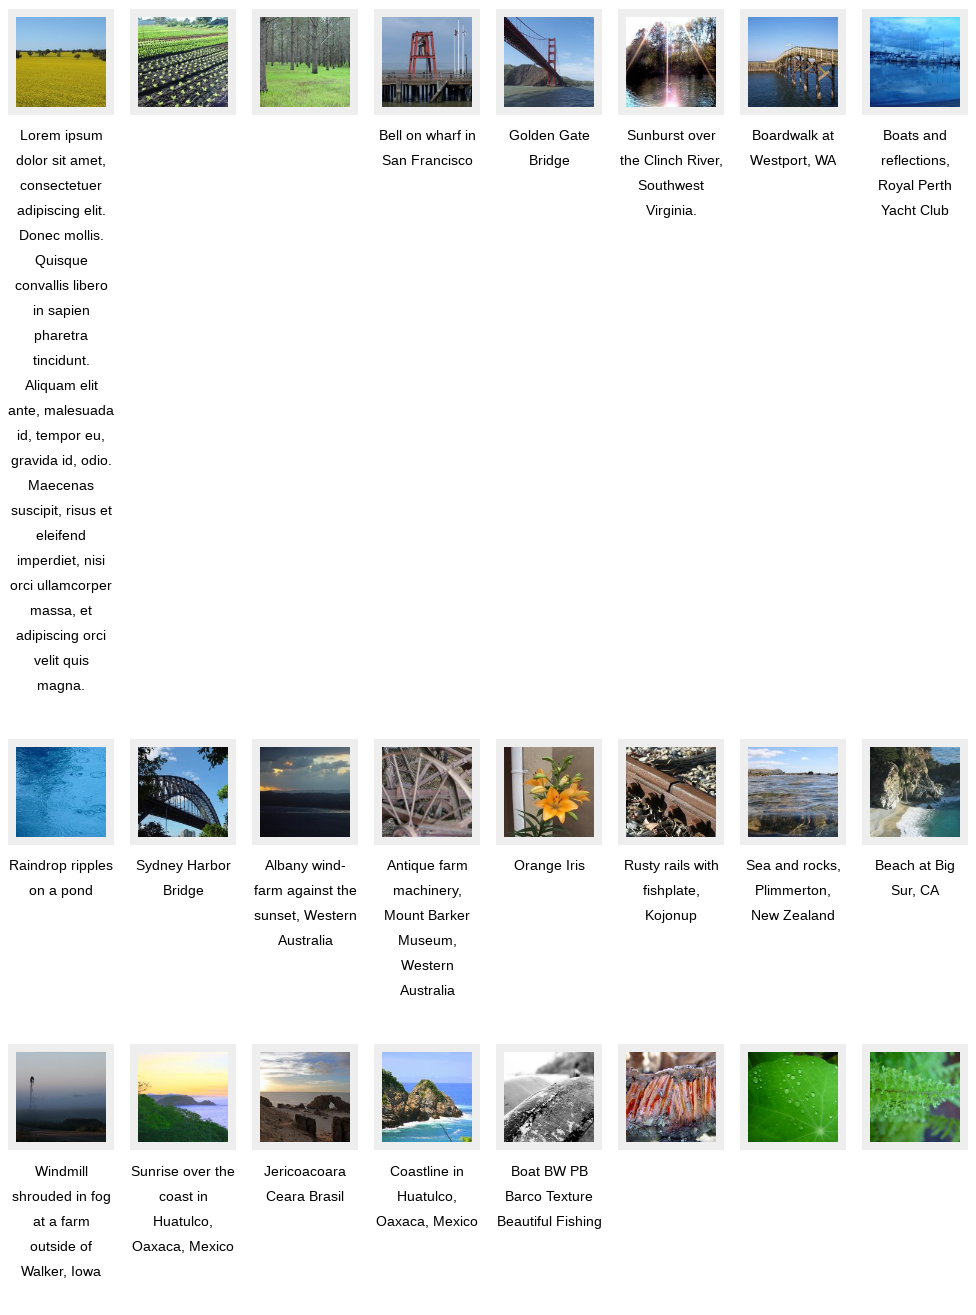 Lorem ipsum
dolor sit amet,
consectetuer
adipiscing elit.
Donec mollis.
Quisque
convallis libero
in sapien
pharetra
tincidunt.
Aliquam elit
ante, malesuada
id, tempor eu,
gravida id, odio.
Maecenas
suscipit, risus et
eleifend
imperdiet, nisi
orci ullamcorper
massa, et
adipiscing orci
velit quis
magna.
Bell on wharf in
San Francisco
Golden Gate
Bridge
Sunburst over
the Clinch River,
Southwest
Virginia.
Boardwalk at
Westport, WA
Boats and
reflections,
Royal Perth
Yacht Club
Raindrop ripples
on a pond
Sydney Harbor
Bridge
Albany wind-
farm against the
sunset, Western
Australia
Antique farm
machinery,
Mount Barker
Museum,
Western
Australia
Orange Iris
Rusty rails with
fishplate,
Kojonup
Sea and rocks,
Plimmerton,
New Zealand
Beach at Big
Sur, CA
Windmill
shrouded in fog
at a farm
outside of
Walker, Iowa
Sunrise over the
coast in
Huatulco,
Oaxaca, Mexico
Jericoacoara
Ceara Brasil
Coastline in
Huatulco,
Oaxaca, Mexico
Boat BW PB
Barco Texture
Beautiful Fishing